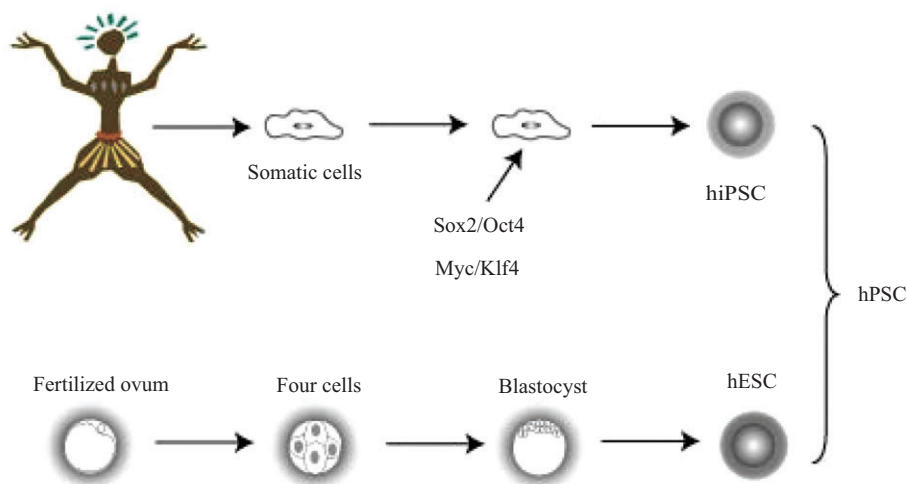 Somatic cells
Sox2/Oct4
Myc/Klf4
hiPSC
hPSC
Fertilized ovum
Four cells
Blastocyst
hESC